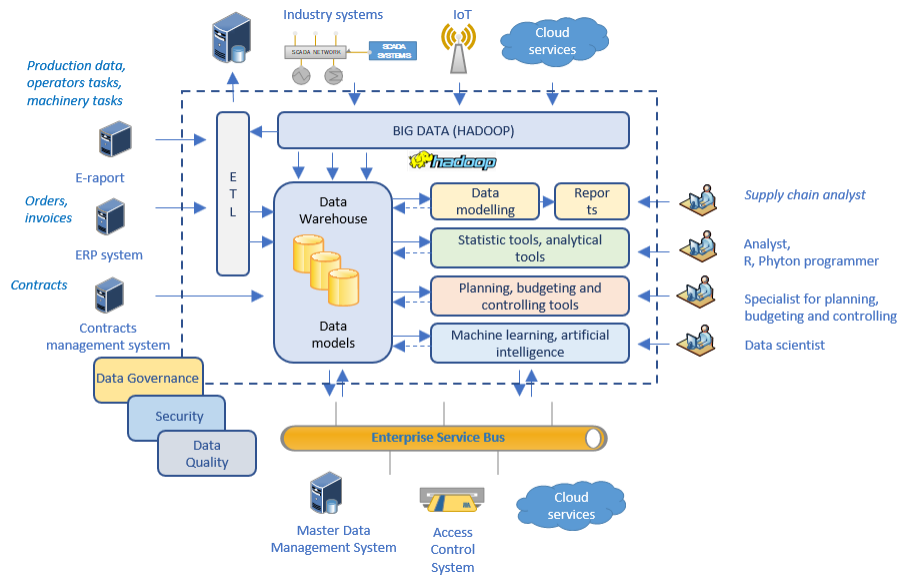 Industry systems
IoT
Cloud
services
SCADA NETWORK
SCADA
SYSTEMS
Production data,
operators tasks,
machinery tasks
BIG DATA (HADOOP)
hadoop
E-raport
E
T
L
Data
Warehouse
Data
modelling
Repor
ts
Supply chain analyst
Orders,
invoices
ERP system
Statistic tools, analytical
tools
Analyst,
R, Phyton programmer
Contracts
Planning, budgeting and
controlling tools
Specialist for planning,
budgeting and controlling
Contracts
management system
Data
models
Machine learning, artificial
intelligence
Data scientist
Data Governance
Security
Data
Quality
Enterprise Service Bus
Master Data
Management System
Access
Control
System
Cloud
services